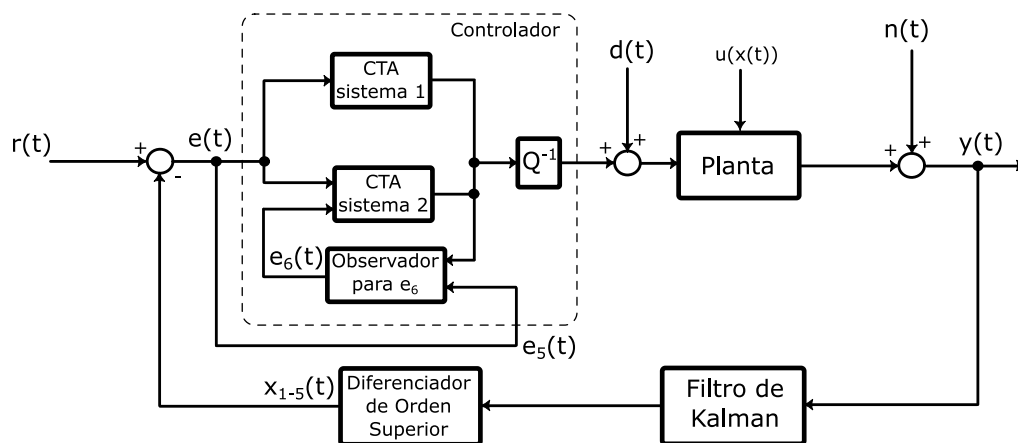 Controlador
n(t)
d(t)
u(x(t))
CTA
sistema 1
r(t)
+
-
e(t)
Q⁻¹
+
+
Planta
+
+
y(t)
CTA
sistema 2
e₆(t)
Observador
para e₆
e₅(t)
x₁₋₅(t)
Diferenciador
de Orden
Superior
Filtro de
Kalman